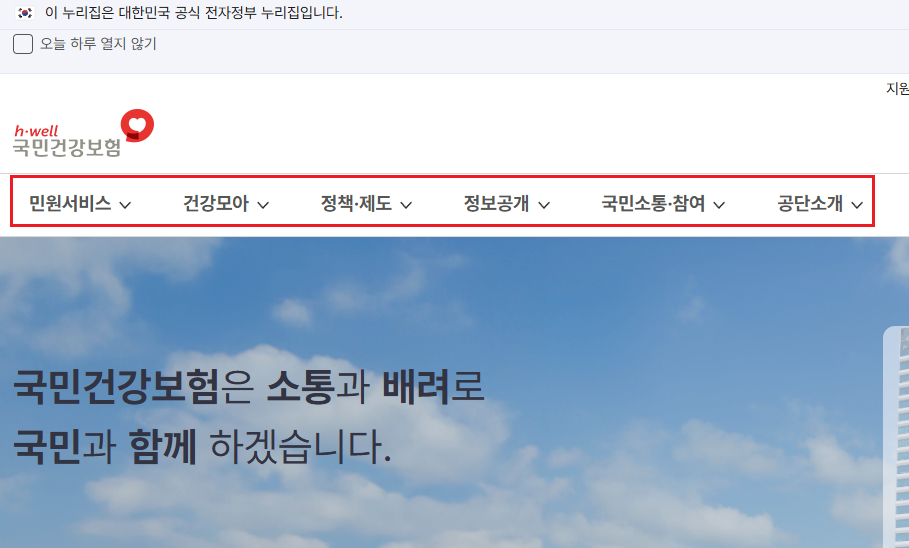 이 누리집은 대한민국 공식 전자정부 누리집입니다.
오늘 하루 열지 않기
지원
h·well
국민건강보험
민원서비스 건강모아 정책·제도 정보공개 국민소통·참여 공단소개
국민건강보험은 소통과 배려로
국민과 함께 하겠습니다.